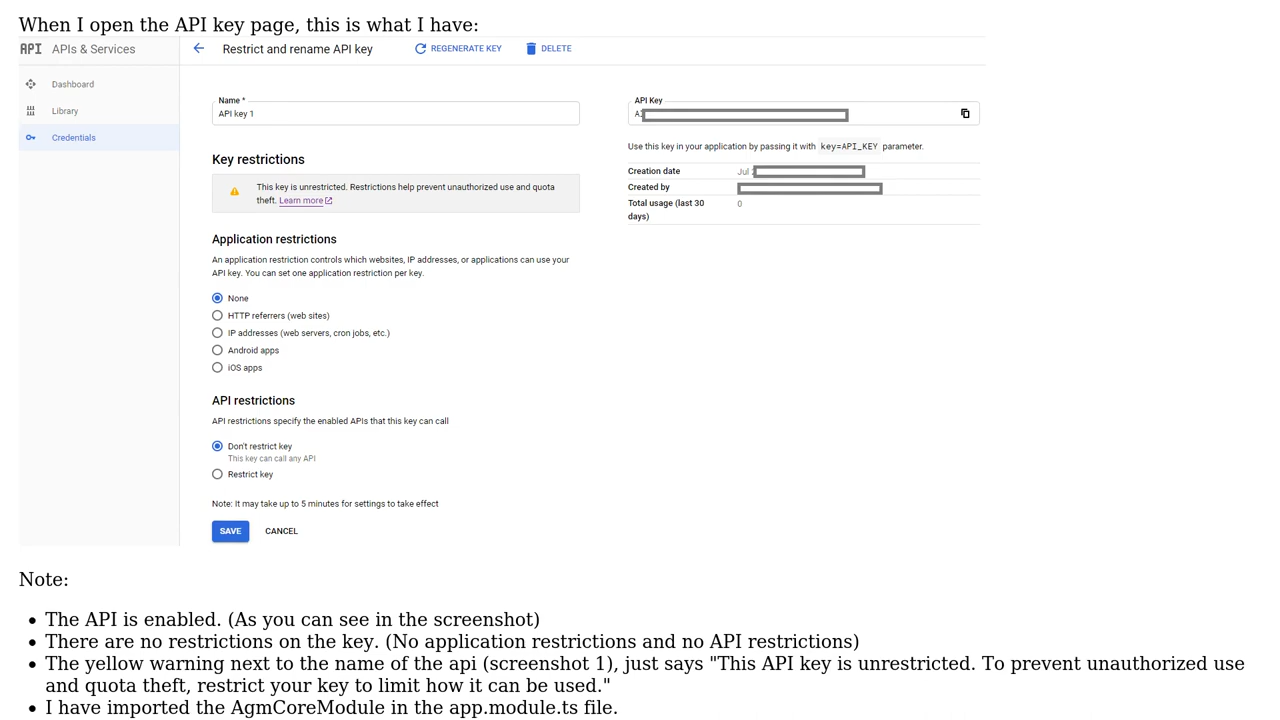 When I open the API key page, this is what I have:
API APIs & Services
Restrict and rename API key
REGENERATE KEY
DELETE
Dashboard
Library
Credentials
Name *
API key 1
Key restrictions
This key is unrestricted. Restrictions help prevent unauthorized use and quota
theft. Learn more
Application restrictions
An application restriction controls which websites, IP addresses, or applications can use your
API key. You can set one application restriction per key.
None
HTTP referrers (web sites)
IP addresses (web servers, cron jobs, etc.)
Android apps
iOS apps
API restrictions
API restrictions specify the enabled APIs that this key can call
Don't restrict key
This key can call any API
Restrict key
Note: It may take up to 5 minutes for settings to take effect
SAVE CANCEL
API Key
Use this key in your application by passing it with key=API_KEY parameter.
Creation date Jul
Created by
Total usage (last 30 0
days)
Note:
• The API is enabled. (As you can see in the screenshot)
• There are no restrictions on the key. (No application restrictions and no API restrictions)
• The yellow warning next to the name of the api (screenshot 1), just says "This API key is unrestricted. To prevent unauthorized use
and quota theft, restrict your key to limit how it can be used."
• I have imported the AgmCoreModule in the app.module.ts file.